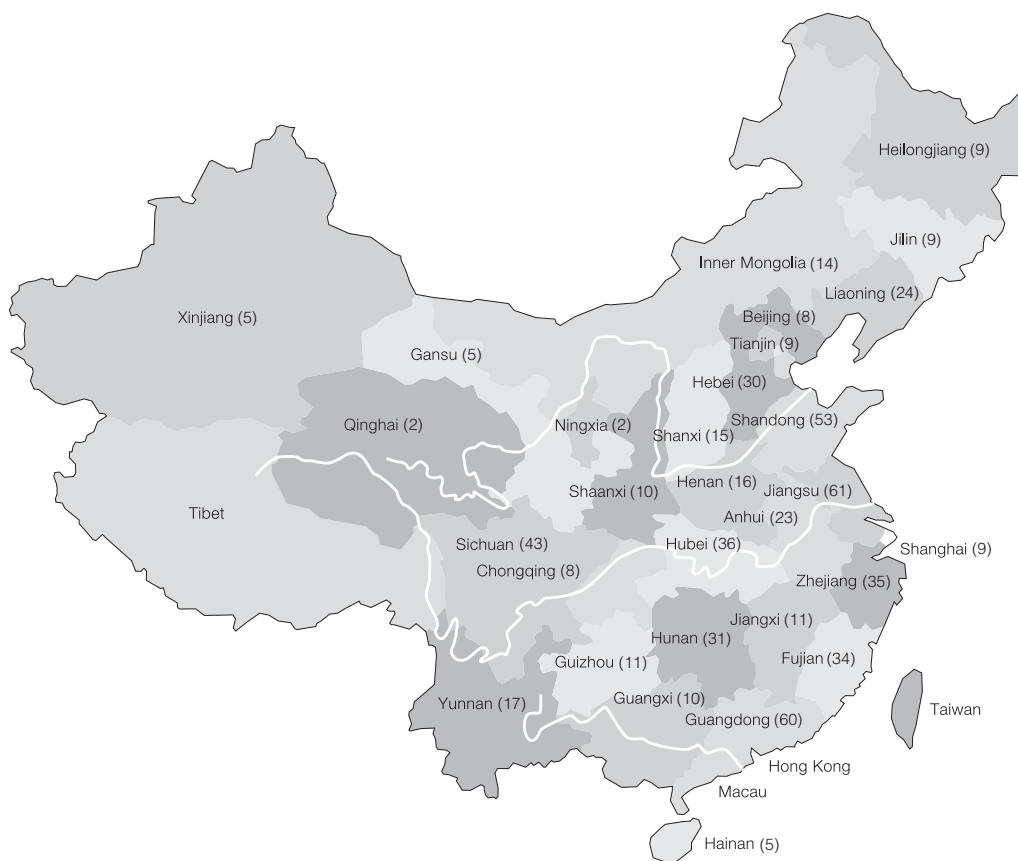 Heilongjiang (9)
Jilin (9)
Inner Mongolia (14)
Liaoning (24)
Beijing (8)
Xinjiang (5)
Tianjin (9)
Gansu (5)
Hebei (30)
Shandong (53)
Qinghai (2)
Ningxia (2)
Shanxi (15)
Henan (16)
Shaanxi (10)
Jiangsu (61)
Tibet
Anhui (23)
Sichuan (43)
Hubei (36)
Shanghai (9)
Chongqing (8)
Zhejiang (35)
Jiangxi (11)
Hunan (31)
Guizhou (11)
Fujian (34)
Guangxi (10)
Yunnan (17)
Taiwan
Guangdong (60)
Hong Kong
Macau
Hainan (5)